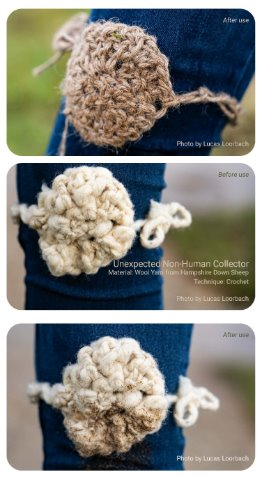 After use
Photo by Lucas Loorbach
Before use
Unexpected Non-Human Collector
Material: Wool Yarn from Hampshire Down Sheep
Technique: Crochet
Photo by Lucas Loorbach
After use
Photo by Lucas Loorbach